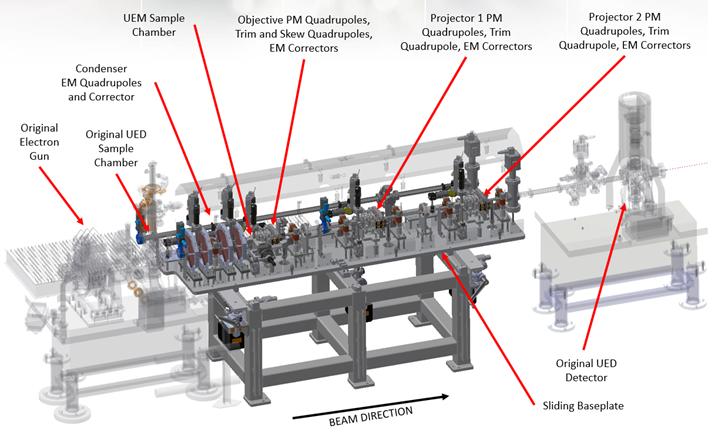 UEM Sample
Chamber
Objective PM Quadrupoles,
Trim and Skew Quadrupoles,
EM Correctors
Projector 1 PM
Quadrupoles, Trim
Quadrupole, EM Correctors
Projector 2 PM
Quadrupoles, Trim
Quadrupole, EM Correctors
Condenser
EM Quadrupoles
and Corrector
Original
Electron
Gun
Original UED
Sample
Chamber
Original UED
Detector
Sliding Baseplate
BEAM DIRECTION